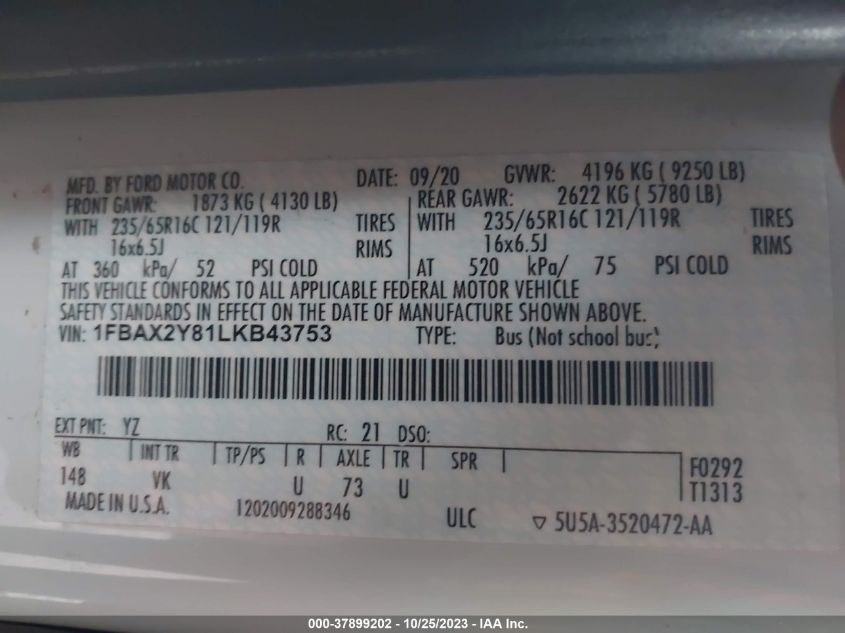 MFD. BY FORD MOTOR CO. DATE: 09/20 GVWR: 4196 KG ( 9250 LB)
FRONT GAWR: 1873 KG ( 4130 LB) REAR GAWR: 2622 KG ( 5780 LB)
WITH 235/65R16C 121/119R TIRES WITH 235/65R16C 121/119R TIRES
16x6.5J RIMS 16x6.5J RIMS
AT 360 kPa/ 52 PSI COLD AT 520 kPa/ 75 PSI COLD
THIS VEHICLE CONFORMS TO ALL APPLICABLE FEDERAL MOTOR VEHICLE
SAFETY STANDARDS IN EFFECT ON THE DATE OF MANUFACTURE SHOWN ABOVE.
VIN: 1FBAX2Y81LKB43753 TYPE: Bus (Not school bus)
EXT PNT: YZ RC: 21 DSO:
WB INT TR TP/PS R AXLE TR SPR F0292
148 VK U 73 U T1313
MADE IN U.S.A. 1202009288346 ULC ▽ 5U5A-3520472-AA
000-37899202 - 10/25/2023 - IAA Inc.